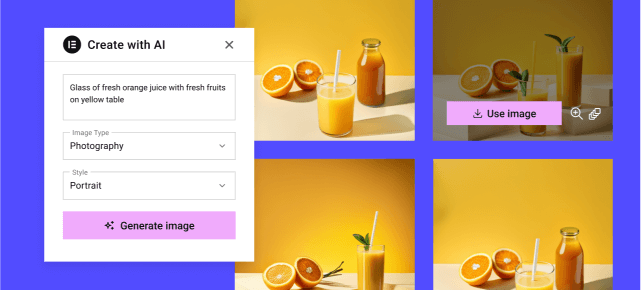 Create with AI
Glass of fresh orange juice with fresh fruits
on yellow table
Image Type
Photography
Style
Portrait
Generate image
Use image